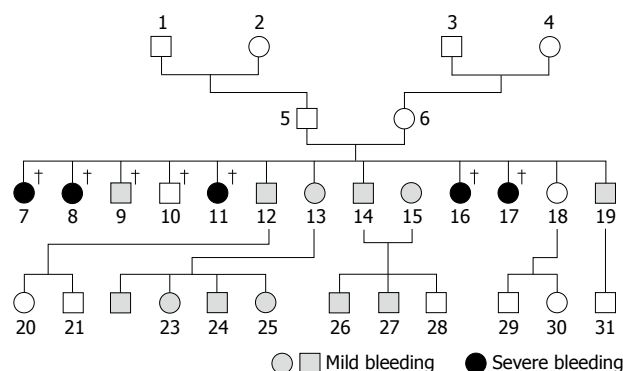 1 2 3 4
5 6
† † † † † † †
7 8 9 10 11 12 13 14 15 16 17 18 19
20 21 23 24 25 26 27 28 29 30 31
Mild bleeding Severe bleeding